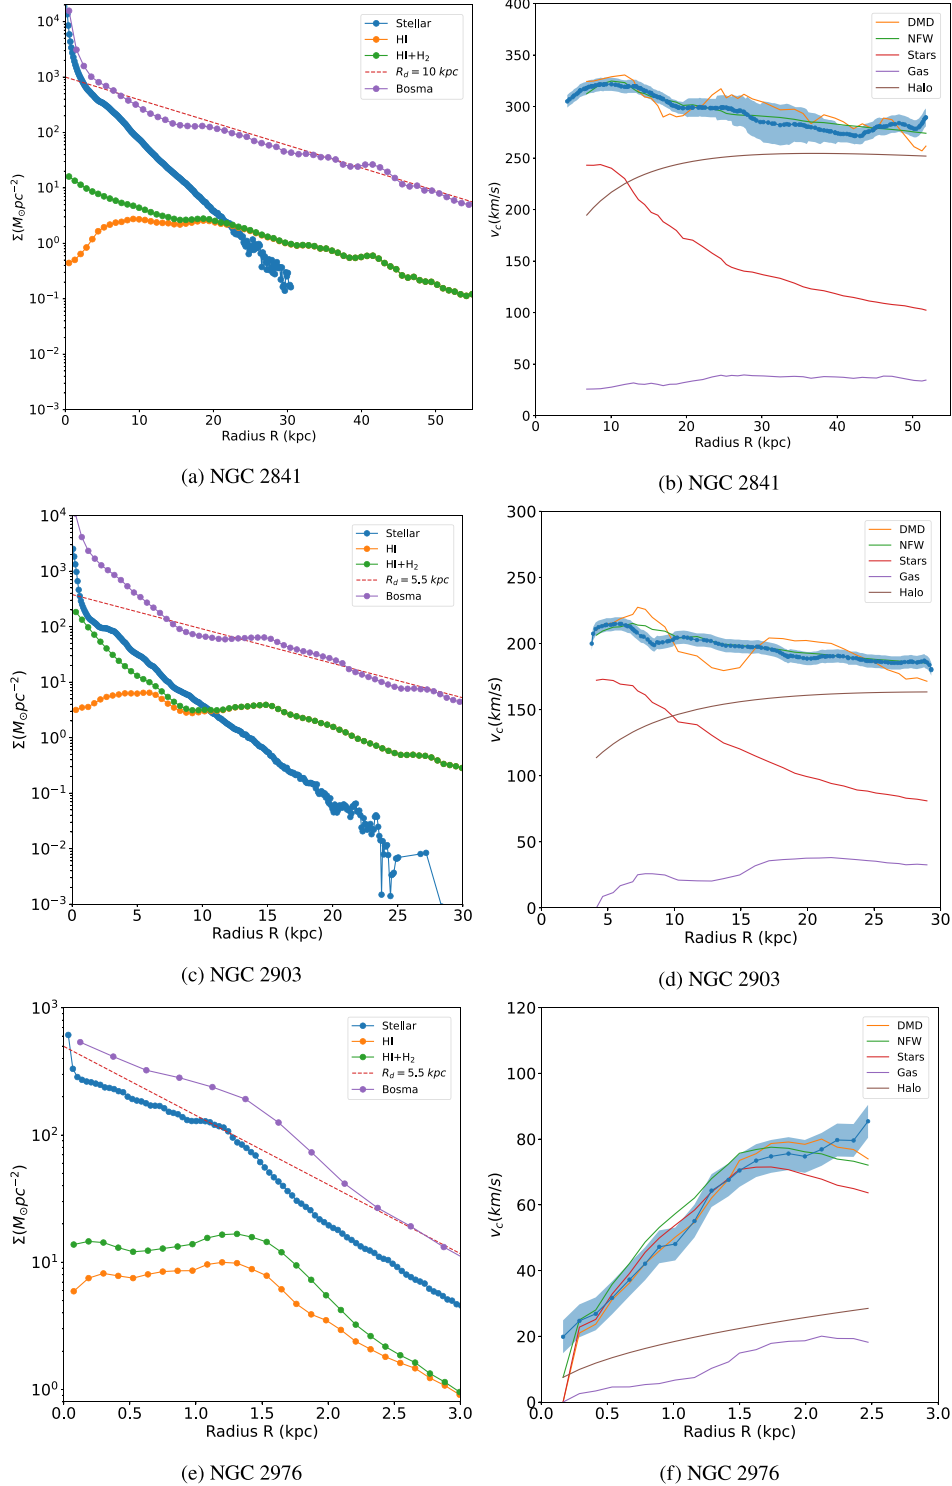 10⁴
10³
10²
10¹
10⁰
10⁻¹
10⁻²
10⁻³
Σ(M⊙pc⁻²)
0 10 20 30 40 50
Radius R (kpc)
Stellar
HI
HI+H₂
R_d = 10 kpc
Bosma
(a) NGC 2841
400
350
300
250
200
150
100
50
0
v_c(km/s)
0 10 20 30 40 50
Radius R (kpc)
DMD
NFW
Stars
Gas
Halo
(b) NGC 2841
10⁴
10³
10²
10¹
10⁰
10⁻¹
10⁻²
10⁻³
Σ(M⊙pc⁻²)
0 5 10 15 20 25 30
Radius R (kpc)
Stellar
HI
HI+H₂
R_d = 5.5 kpc
Bosma
(c) NGC 2903
300
250
200
150
100
50
0
v_c(km/s)
0 5 10 15 20 25 30
Radius R (kpc)
DMD
NFW
Stars
Gas
Halo
(d) NGC 2903
10³
10²
10¹
10⁰
Σ(M⊙pc⁻²)
0.0 0.5 1.0 1.5 2.0 2.5 3.0
Radius R (kpc)
Stellar
HI
HI+H₂
R_d = 5.5 kpc
Bosma
(e) NGC 2976
120
100
80
60
40
20
0
v_c(km/s)
0.0 0.5 1.0 1.5 2.0 2.5 3.0
Radius R (kpc)
DMD
NFW
Stars
Gas
Halo
(f) NGC 2976